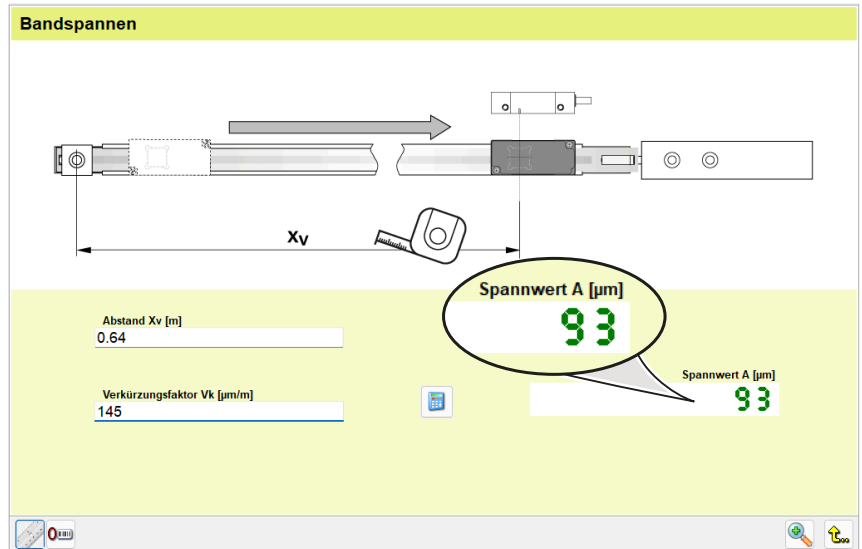 Bandspannen
xV
Spannwert A [µm]
93
Abstand Xv [m]
0.64
Spannwert A [µm]
93
Verkürzungsfaktor Vk [µm/m]
145